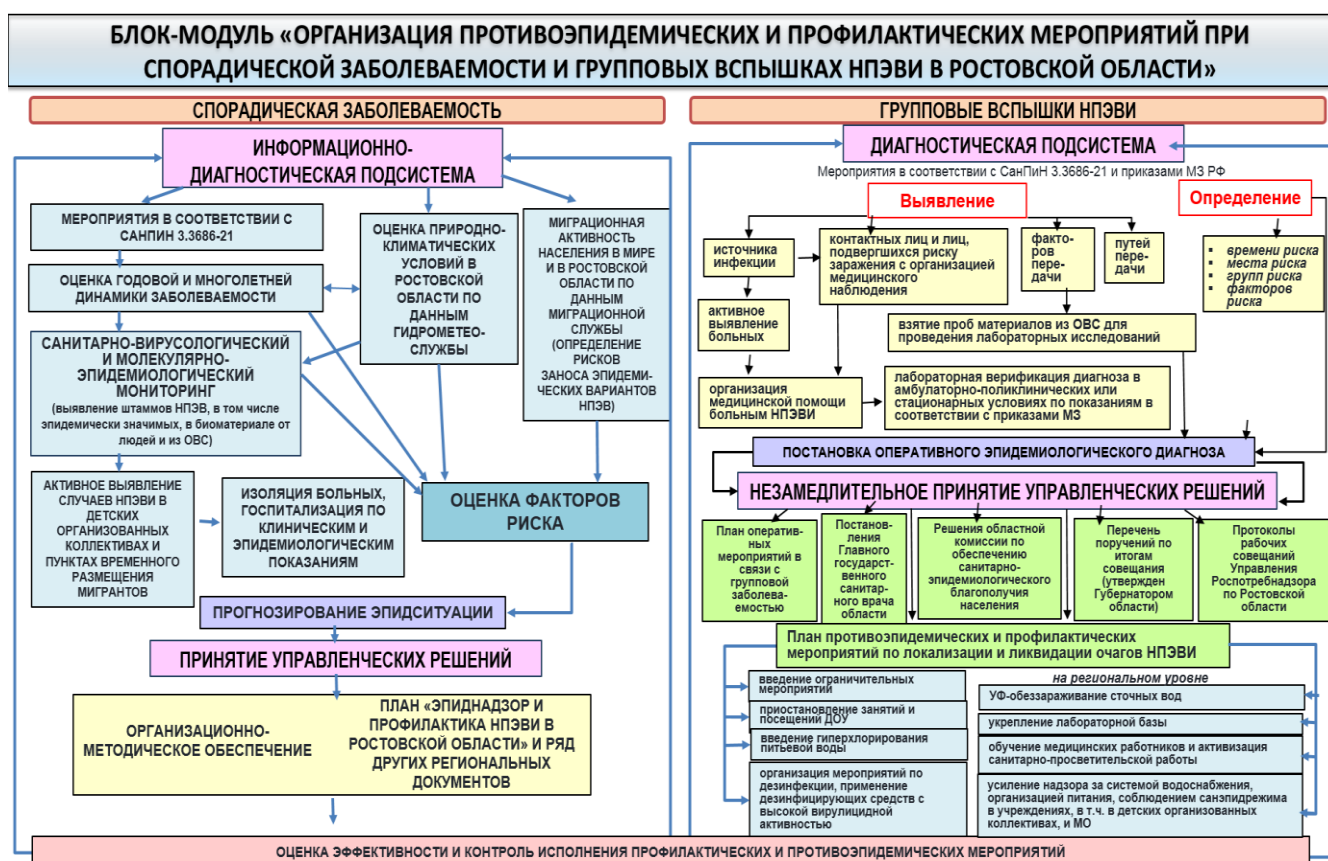 БЛОК-МОДУЛЬ «ОРГАНИЗАЦИЯ ПРОТИВОЭПИДЕМИЧЕСКИХ И ПРОФИЛАКТИЧЕСКИХ МЕРОПРИЯТИЙ ПРИ
СПОРАДИЧЕСКОЙ ЗАБОЛЕВАЕМОСТИ И ГРУППОВЫХ ВСПЫШКАХ НПЭВИ В РОСТОВСКОЙ ОБЛАСТИ»
СПОРАДИЧЕСКАЯ ЗАБОЛЕВАЕМОСТЬ
ИНФОРМАЦИОННО-
ДИАГНОСТИЧЕСКАЯ ПОДСИСТЕМА
МЕРОПРИЯТИЯ В СООТВЕТСТВИИ С
САНПИН 3.3686-21
ОЦЕНКА ГОДОВОЙ И МНОГОЛЕТНЕЙ
ДИНАМИКИ ЗАБОЛЕВАЕМОСТИ
САНИТАРНО-ВИРУСОЛОГИЧЕСКИЙ
И МОЛЕКУЛЯРНО-
ЭПИДЕМИОЛОГИЧЕСКИЙ
МОНИТОРИНГ
(выявление штаммов НПЭВ, в том числе
эпидемически значимых, в биоматериале от
людей и из ОВС)
ОЦЕНКА ПРИРОДНО-
КЛИМАТИЧЕСКИХ
УСЛОВИЙ В
РОСТОВСКОЙ
ОБЛАСТИ ПО
ДАННЫМ
ГИДРОМЕТЕО-
СЛУЖБЫ
МИГРАЦИОННАЯ
АКТИВНОСТЬ
НАСЕЛЕНИЯ В МИРЕ
И В РОСТОВСКОЙ
ОБЛАСТИ ПО
ДАННЫМ
МИГРАЦИОННОЙ
СЛУЖБЫ
(ОПРЕДЕЛЕНИЕ
РИСКОВ
ЗАНОСА ЭПИДЕМИ-
ЧЕСКИХ ВАРИАНТОВ
НПЭВ)
АКТИВНОЕ ВЫЯВЛЕНИЕ
СЛУЧАЕВ НПЭВИ В
ДЕТСКИХ
ОРГАНИЗОВАННЫХ
КОЛЛЕКТИВАХ И
ПУНКТАХ ВРЕМЕННОГО
РАЗМЕЩЕНИЯ
МИГРАНТОВ
ИЗОЛЯЦИЯ БОЛЬНЫХ,
ГОСПИТАЛИЗАЦИЯ ПО
КЛИНИЧЕСКИМ И
ЭПИДЕМИОЛОГИЧЕСКИМ
ПОКАЗАНИЯМ
ОЦЕНКА ФАКТОРОВ
РИСКА
ПРОГНОЗИРОВАНИЕ ЭПИДСИТУАЦИИ
ПРИНЯТИЕ УПРАВЛЕНЧЕСКИХ РЕШЕНИЙ
ОРГАНИЗАЦИОННО-
МЕТОДИЧЕСКОЕ ОБЕСПЕЧЕНИЕ
ПЛАН «ЭПИДНАДЗОР И
ПРОФИЛАКТИКА НПЭВИ В
РОСТОВСКОЙ ОБЛАСТИ» И РЯД
ДРУГИХ РЕГИОНАЛЬНЫХ
ДОКУМЕНТОВ
ГРУППОВЫЕ ВСПЫШКИ НПЭВИ
ДИАГНОСТИЧЕСКАЯ ПОДСИСТЕМА
Мероприятия в соответствии с СанПиН 3.3686-21 и приказами МЗ РФ
Выявление
Определение
источника
инфекции
контактных лиц и лиц,
подвергшихся риску
заражения с организацией
медицинского
наблюдения
факто-
ров
пере-
дачи
путей
пере-
дачи
▪ времени риска
▪ места риска
▪ групп риска
▪ факторов
риска
активное
выявление
больных
взятие проб материалов из ОВС для
проведения лабораторных исследований
организация
медицинской помощи
больным НПЭВИ
лабораторная верификация диагноза в
амбулаторно-поликлинических или
стационарных условиях по показаниям в
соответствии с приказами МЗ
ПОСТАНОВКА ОПЕРАТИВНОГО ЭПИДЕМИОЛОГИЧЕСКОГО ДИАГНОЗА
НЕЗАМЕДЛИТЕЛЬНОЕ ПРИНЯТИЕ УПРАВЛЕНЧЕСКИХ РЕШЕНИЙ
План оператив-
ных
мероприятий в
связи с
групповой
заболева-
емостью
Постанов-
ления
Главного
государст-
венного
санитар-
ного врача
области
Решения областной
комиссии по
обеспечению
санитарно-
эпидемиологического
благополучия
населения
Перечень
поручений по
итогам
совещания
(утвержден
Губернатором
области)
Протоколы
рабочих
совещаний
Управления
Роспотребнадзора
по Ростовской
области
План противоэпидемических и профилактических
мероприятий по локализации и ликвидации очагов НПЭВИ
введение ограничительных
мероприятий
приостановление занятий и
посещений ДОУ
введение гиперхлорирования
питьевой воды
организация мероприятий по
дезинфекции, применение
дезинфицирующих средств с
высокой вирулицидной
активностью
на региональном уровне
УФ-обеззараживание сточных вод
укрепление лабораторной базы
обучение медицинских работников и активизация
санитарно-просветительской работы
усиление надзора за системой водоснабжения,
организацией питания, соблюдением санэпидрежима
в учреждениях, в т.ч. в детских организованных
коллективах, и МО
ОЦЕНКА ЭФФЕКТИВНОСТИ И КОНТРОЛЬ ИСПОЛНЕНИЯ ПРОФИЛАКТИЧЕСКИХ И ПРОТИВОЭПИДЕМИЧЕСКИХ МЕРОПРИЯТИЙ